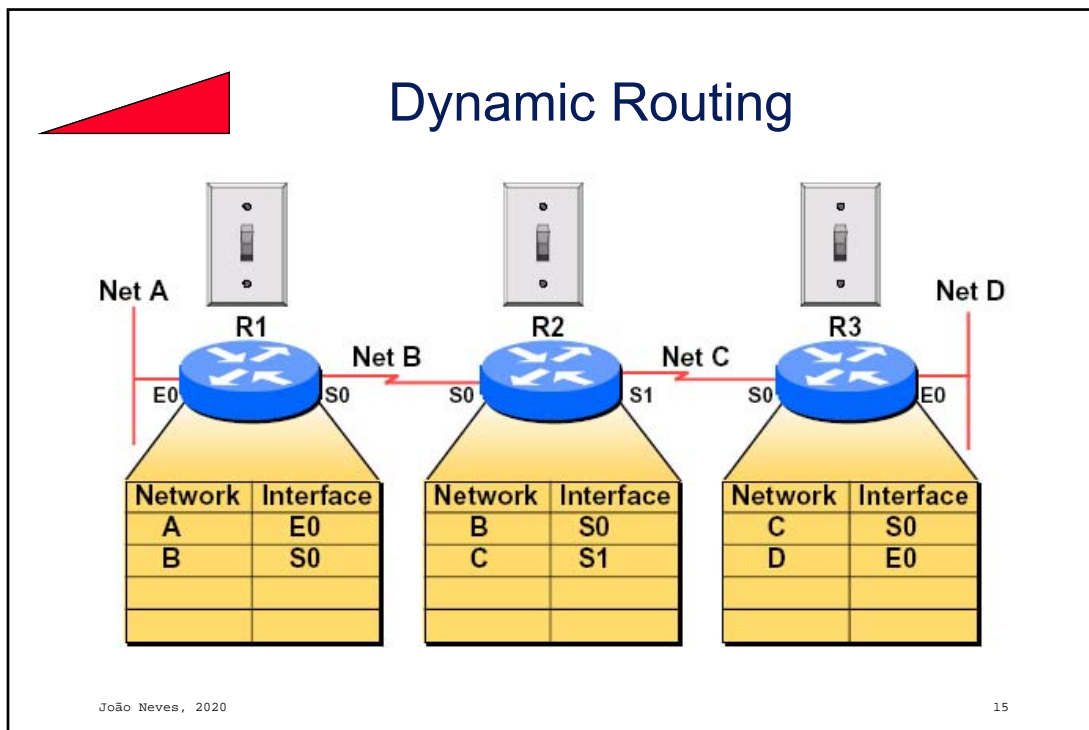 Dynamic Routing
Net A
Net D
R1
R2
R3
Net B
Net C
E0
S0
S0
S1
S0
E0
Network Interface
A E0
B S0
Network Interface
B S0
C S1
Network Interface
C S0
D E0
João Neves, 2020
15